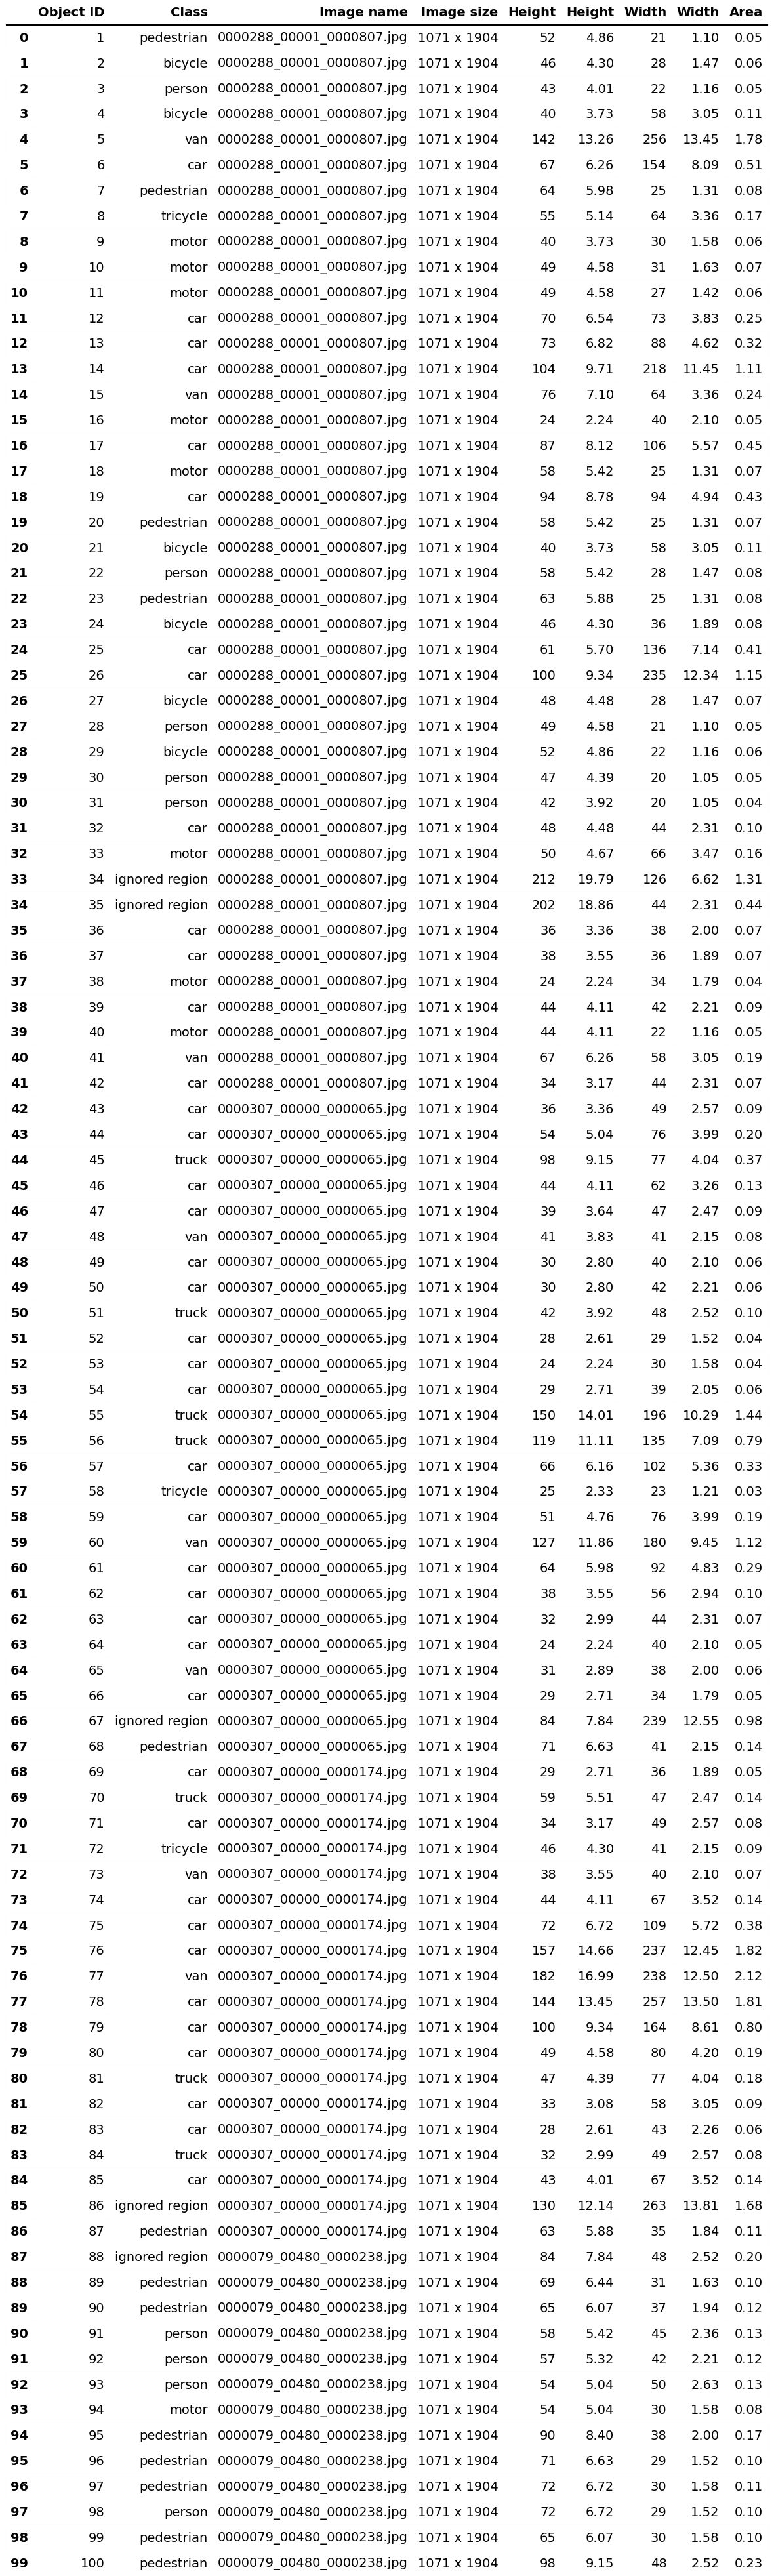 Object ID Class Image name Image size Height Height Width Width Area
0 1 pedestrian 0000288_00001_0000807.jpg 1071 x 1904 52 4.86 21 1.10 0.05
1 2 bicycle 0000288_00001_0000807.jpg 1071 x 1904 46 4.30 28 1.47 0.06
2 3 person 0000288_00001_0000807.jpg 1071 x 1904 43 4.01 22 1.16 0.05
3 4 bicycle 0000288_00001_0000807.jpg 1071 x 1904 40 3.73 58 3.05 0.11
4 5 van 0000288_00001_0000807.jpg 1071 x 1904 142 13.26 256 13.45 1.78
5 6 car 0000288_00001_0000807.jpg 1071 x 1904 67 6.26 154 8.09 0.51
6 7 pedestrian 0000288_00001_0000807.jpg 1071 x 1904 64 5.98 25 1.31 0.08
7 8 tricycle 0000288_00001_0000807.jpg 1071 x 1904 55 5.14 64 3.36 0.17
8 9 motor 0000288_00001_0000807.jpg 1071 x 1904 40 3.73 30 1.58 0.06
9 10 motor 0000288_00001_0000807.jpg 1071 x 1904 49 4.58 31 1.63 0.07
10 11 motor 0000288_00001_0000807.jpg 1071 x 1904 49 4.58 27 1.42 0.06
11 12 car 0000288_00001_0000807.jpg 1071 x 1904 70 6.54 73 3.83 0.25
12 13 car 0000288_00001_0000807.jpg 1071 x 1904 73 6.82 88 4.62 0.32
13 14 car 0000288_00001_0000807.jpg 1071 x 1904 104 9.71 218 11.45 1.11
14 15 van 0000288_00001_0000807.jpg 1071 x 1904 76 7.10 64 3.36 0.24
15 16 motor 0000288_00001_0000807.jpg 1071 x 1904 24 2.24 40 2.10 0.05
16 17 car 0000288_00001_0000807.jpg 1071 x 1904 87 8.12 106 5.57 0.45
17 18 motor 0000288_00001_0000807.jpg 1071 x 1904 58 5.42 25 1.31 0.07
18 19 car 0000288_00001_0000807.jpg 1071 x 1904 94 8.78 94 4.94 0.43
19 20 pedestrian 0000288_00001_0000807.jpg 1071 x 1904 58 5.42 25 1.31 0.07
20 21 bicycle 0000288_00001_0000807.jpg 1071 x 1904 40 3.73 58 3.05 0.11
21 22 person 0000288_00001_0000807.jpg 1071 x 1904 58 5.42 28 1.47 0.08
22 23 pedestrian 0000288_00001_0000807.jpg 1071 x 1904 63 5.88 25 1.31 0.08
23 24 bicycle 0000288_00001_0000807.jpg 1071 x 1904 46 4.30 36 1.89 0.08
24 25 car 0000288_00001_0000807.jpg 1071 x 1904 61 5.70 136 7.14 0.41
25 26 car 0000288_00001_0000807.jpg 1071 x 1904 100 9.34 235 12.34 1.15
26 27 bicycle 0000288_00001_0000807.jpg 1071 x 1904 48 4.48 28 1.47 0.07
27 28 person 0000288_00001_0000807.jpg 1071 x 1904 49 4.58 21 1.10 0.05
28 29 bicycle 0000288_00001_0000807.jpg 1071 x 1904 52 4.86 22 1.16 0.06
29 30 person 0000288_00001_0000807.jpg 1071 x 1904 47 4.39 20 1.05 0.05
30 31 person 0000288_00001_0000807.jpg 1071 x 1904 42 3.92 20 1.05 0.04
31 32 car 0000288_00001_0000807.jpg 1071 x 1904 48 4.48 44 2.31 0.10
32 33 motor 0000288_00001_0000807.jpg 1071 x 1904 50 4.67 66 3.47 0.16
33 34 ignored region 0000288_00001_0000807.jpg 1071 x 1904 212 19.79 126 6.62 1.31
34 35 ignored region 0000288_00001_0000807.jpg 1071 x 1904 202 18.86 44 2.31 0.44
35 36 car 0000288_00001_0000807.jpg 1071 x 1904 36 3.36 38 2.00 0.07
36 37 car 0000288_00001_0000807.jpg 1071 x 1904 38 3.55 36 1.89 0.07
37 38 motor 0000288_00001_0000807.jpg 1071 x 1904 24 2.24 34 1.79 0.04
38 39 car 0000288_00001_0000807.jpg 1071 x 1904 44 4.11 42 2.21 0.09
39 40 motor 0000288_00001_0000807.jpg 1071 x 1904 44 4.11 22 1.16 0.05
40 41 van 0000288_00001_0000807.jpg 1071 x 1904 67 6.26 58 3.05 0.19
41 42 car 0000288_00001_0000807.jpg 1071 x 1904 34 3.17 44 2.31 0.07
42 43 car 0000307_00000_0000065.jpg 1071 x 1904 36 3.36 49 2.57 0.09
43 44 car 0000307_00000_0000065.jpg 1071 x 1904 54 5.04 76 3.99 0.20
44 45 truck 0000307_00000_0000065.jpg 1071 x 1904 98 9.15 77 4.04 0.37
45 46 car 0000307_00000_0000065.jpg 1071 x 1904 44 4.11 62 3.26 0.13
46 47 car 0000307_00000_0000065.jpg 1071 x 1904 39 3.64 47 2.47 0.09
47 48 van 0000307_00000_0000065.jpg 1071 x 1904 41 3.83 41 2.15 0.08
48 49 car 0000307_00000_0000065.jpg 1071 x 1904 30 2.80 40 2.10 0.06
49 50 car 0000307_00000_0000065.jpg 1071 x 1904 30 2.80 42 2.21 0.06
50 51 truck 0000307_00000_0000065.jpg 1071 x 1904 42 3.92 48 2.52 0.10
51 52 car 0000307_00000_0000065.jpg 1071 x 1904 28 2.61 29 1.52 0.04
52 53 car 0000307_00000_0000065.jpg 1071 x 1904 24 2.24 30 1.58 0.04
53 54 car 0000307_00000_0000065.jpg 1071 x 1904 29 2.71 39 2.05 0.06
54 55 truck 0000307_00000_0000065.jpg 1071 x 1904 150 14.01 196 10.29 1.44
55 56 truck 0000307_00000_0000065.jpg 1071 x 1904 119 11.11 135 7.09 0.79
56 57 car 0000307_00000_0000065.jpg 1071 x 1904 66 6.16 102 5.36 0.33
57 58 tricycle 0000307_00000_0000065.jpg 1071 x 1904 25 2.33 23 1.21 0.03
58 59 car 0000307_00000_0000065.jpg 1071 x 1904 51 4.76 76 3.99 0.19
59 60 van 0000307_00000_0000065.jpg 1071 x 1904 127 11.86 180 9.45 1.12
60 61 car 0000307_00000_0000065.jpg 1071 x 1904 64 5.98 92 4.83 0.29
61 62 car 0000307_00000_0000065.jpg 1071 x 1904 38 3.55 56 2.94 0.10
62 63 car 0000307_00000_0000065.jpg 1071 x 1904 32 2.99 44 2.31 0.07
63 64 car 0000307_00000_0000065.jpg 1071 x 1904 24 2.24 40 2.10 0.05
64 65 van 0000307_00000_0000065.jpg 1071 x 1904 31 2.89 38 2.00 0.06
65 66 car 0000307_00000_0000065.jpg 1071 x 1904 29 2.71 34 1.79 0.05
66 67 ignored region 0000307_00000_0000065.jpg 1071 x 1904 84 7.84 239 12.55 0.98
67 68 pedestrian 0000307_00000_0000065.jpg 1071 x 1904 71 6.63 41 2.15 0.14
68 69 car 0000307_00000_0000174.jpg 1071 x 1904 29 2.71 36 1.89 0.05
69 70 truck 0000307_00000_0000174.jpg 1071 x 1904 59 5.51 47 2.47 0.14
70 71 car 0000307_00000_0000174.jpg 1071 x 1904 34 3.17 49 2.57 0.08
71 72 tricycle 0000307_00000_0000174.jpg 1071 x 1904 46 4.30 41 2.15 0.09
72 73 van 0000307_00000_0000174.jpg 1071 x 1904 38 3.55 40 2.10 0.07
73 74 car 0000307_00000_0000174.jpg 1071 x 1904 44 4.11 67 3.52 0.14
74 75 car 0000307_00000_0000174.jpg 1071 x 1904 72 6.72 109 5.72 0.38
75 76 car 0000307_00000_0000174.jpg 1071 x 1904 157 14.66 237 12.45 1.82
76 77 van 0000307_00000_0000174.jpg 1071 x 1904 182 16.99 238 12.50 2.12
77 78 car 0000307_00000_0000174.jpg 1071 x 1904 144 13.45 257 13.50 1.81
78 79 car 0000307_00000_0000174.jpg 1071 x 1904 100 9.34 164 8.61 0.80
79 80 car 0000307_00000_0000174.jpg 1071 x 1904 49 4.58 80 4.20 0.19
80 81 truck 0000307_00000_0000174.jpg 1071 x 1904 47 4.39 77 4.04 0.18
81 82 car 0000307_00000_0000174.jpg 1071 x 1904 33 3.08 58 3.05 0.09
82 83 car 0000307_00000_0000174.jpg 1071 x 1904 28 2.61 43 2.26 0.06
83 84 truck 0000307_00000_0000174.jpg 1071 x 1904 32 2.99 49 2.57 0.08
84 85 car 0000307_00000_0000174.jpg 1071 x 1904 43 4.01 67 3.52 0.14
85 86 ignored region 0000307_00000_0000174.jpg 1071 x 1904 130 12.14 263 13.81 1.68
86 87 pedestrian 0000307_00000_0000174.jpg 1071 x 1904 63 5.88 35 1.84 0.11
87 88 ignored region 0000079_00480_0000238.jpg 1071 x 1904 84 7.84 48 2.52 0.20
88 89 pedestrian 0000079_00480_0000238.jpg 1071 x 1904 69 6.44 31 1.63 0.10
89 90 pedestrian 0000079_00480_0000238.jpg 1071 x 1904 65 6.07 37 1.94 0.12
90 91 person 0000079_00480_0000238.jpg 1071 x 1904 58 5.42 45 2.36 0.13
91 92 person 0000079_00480_0000238.jpg 1071 x 1904 57 5.32 42 2.21 0.12
92 93 person 0000079_00480_0000238.jpg 1071 x 1904 54 5.04 50 2.63 0.13
93 94 motor 0000079_00480_0000238.jpg 1071 x 1904 54 5.04 30 1.58 0.08
94 95 pedestrian 0000079_00480_0000238.jpg 1071 x 1904 90 8.40 38 2.00 0.17
95 96 pedestrian 0000079_00480_0000238.jpg 1071 x 1904 71 6.63 29 1.52 0.10
96 97 pedestrian 0000079_00480_0000238.jpg 1071 x 1904 72 6.72 30 1.58 0.11
97 98 person 0000079_00480_0000238.jpg 1071 x 1904 72 6.72 29 1.52 0.10
98 99 pedestrian 0000079_00480_0000238.jpg 1071 x 1904 65 6.07 30 1.58 0.10
99 100 pedestrian 0000079_00480_0000238.jpg 1071 x 1904 98 9.15 48 2.52 0.23